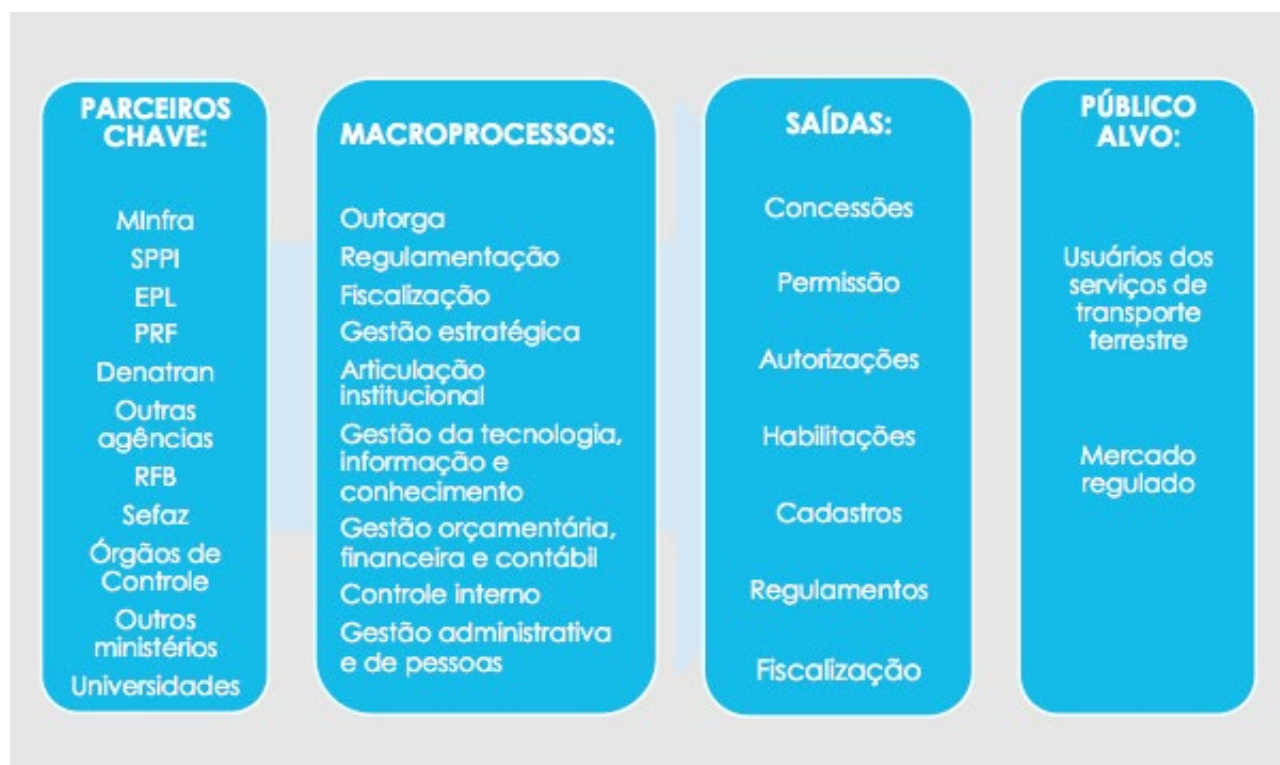 PARCEIROS
CHAVE:
MInfra
SPPI
EPL
PRF
Denatran
Outras
agências
RFB
Sefaz
Órgãos de
Controle
Outros
ministérios
Universidades
MACROPROCESSOS:
Outorga
Regulamentação
Fiscalização
Gestão estratégica
Articulação
institucional
Gestão da tecnologia,
informação e
conhecimento
Gestão orçamentária,
financeira e contábil
Controle interno
Gestão administrativa
e de pessoas
SAÍDAS:
Concessões
Permissão
Autorizações
Habilitações
Cadastros
Regulamentos
Fiscalização
PÚBLICO
ALVO:
Usuários dos
serviços de
transporte
terrestre
Mercado
regulado